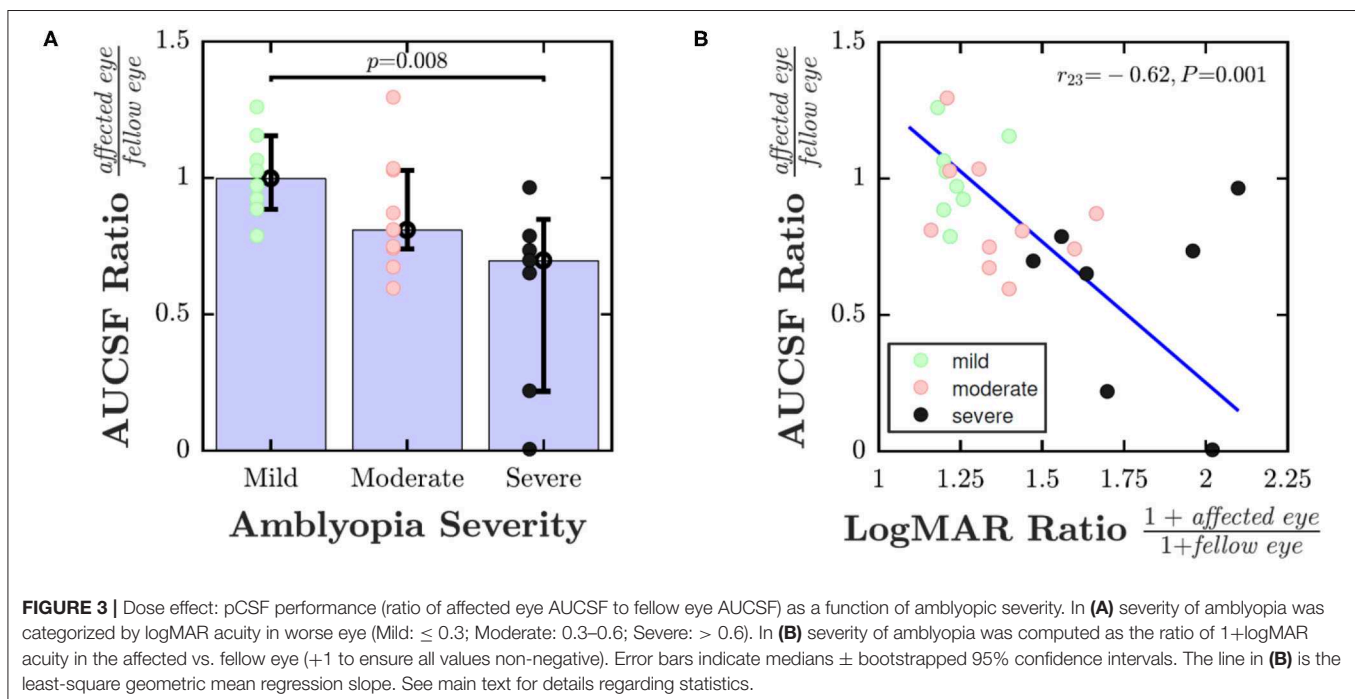 A
1.5
p=0.008
1
0.5
0
AUCSF Ratio affected eye / fellow eye
Mild Moderate Severe
Amblyopia Severity
B
1.5
r23= − 0.62, P=0.001
1
0.5
0
AUCSF Ratio affected eye / fellow eye
mild
moderate
severe
1 1.25 1.5 1.75 2 2.25
LogMAR Ratio 1 + affected eye / 1+fellow eye
FIGURE 3 | Dose effect: pCSF performance (ratio of affected eye AUCSF to fellow eye AUCSF) as a function of amblyopic severity. In (A) severity of amblyopia was
categorized by logMAR acuity in worse eye (Mild: ≤ 0.3; Moderate: 0.3–0.6; Severe: > 0.6). In (B) severity of amblyopia was computed as the ratio of 1+logMAR
acuity in the affected vs. fellow eye (+1 to ensure all values non-negative). Error bars indicate medians ± bootstrapped 95% confidence intervals. The line in (B) is the
least-square geometric mean regression slope. See main text for details regarding statistics.